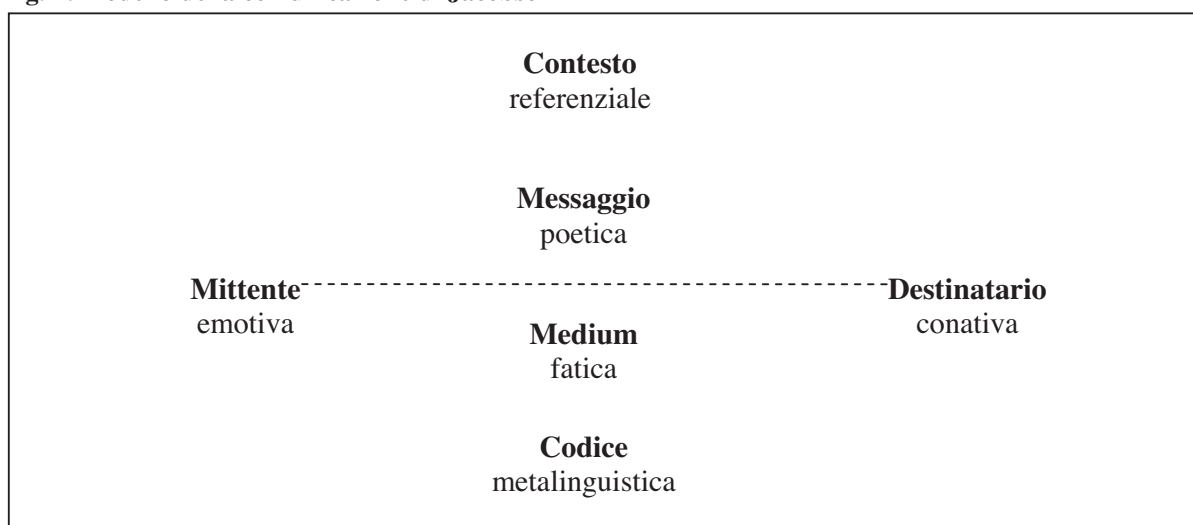 Contesto
referenziale
Messaggio
poetica
Mittente Destinatario
emotiva conativa
Medium
fatica
Codice
metalinguistica